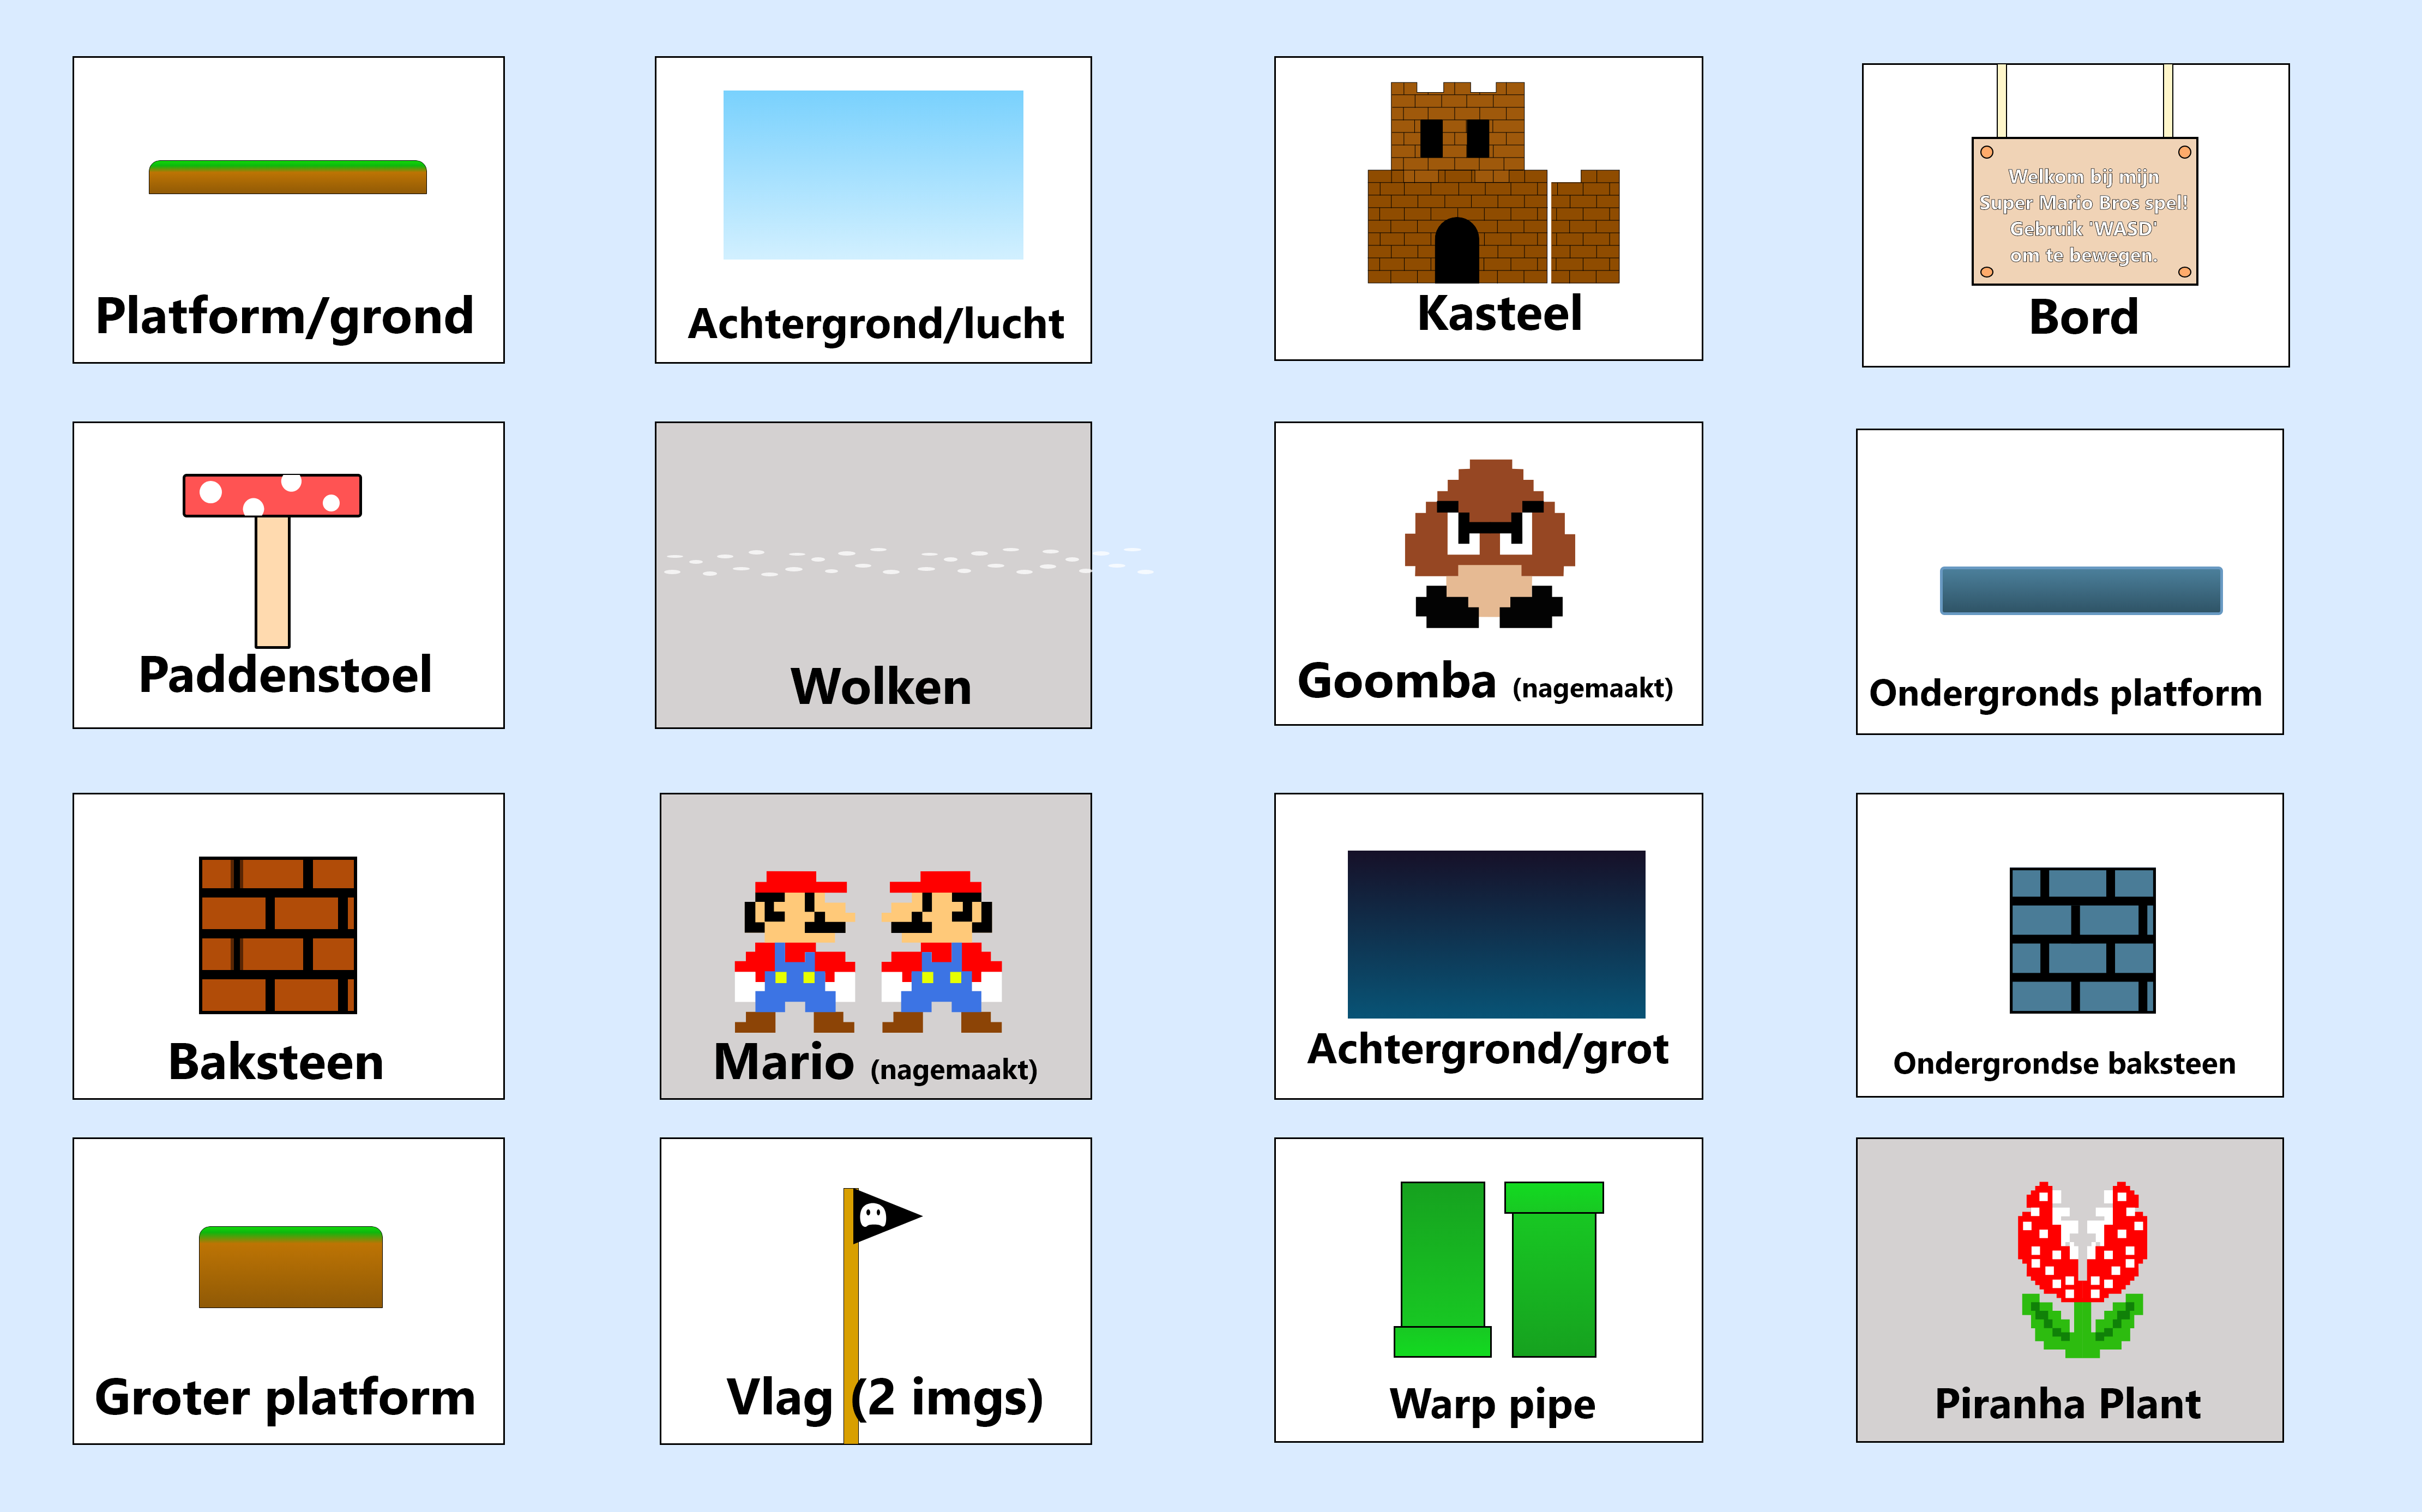 Platform/grond
Achtergrond/lucht
Kasteel
Welkom bij mijn
Super Mario Bros spel!
Gebruik 'WASD'
om te bewegen.
Bord
Paddenstoel
Wolken
Goomba (nagemaakt)
Ondergronds platform
Baksteen
Mario (nagemaakt)
Achtergrond/grot
Ondergrondse baksteen
Groter platform
Vlag (2 imgs)
Warp pipe
Piranha Plant